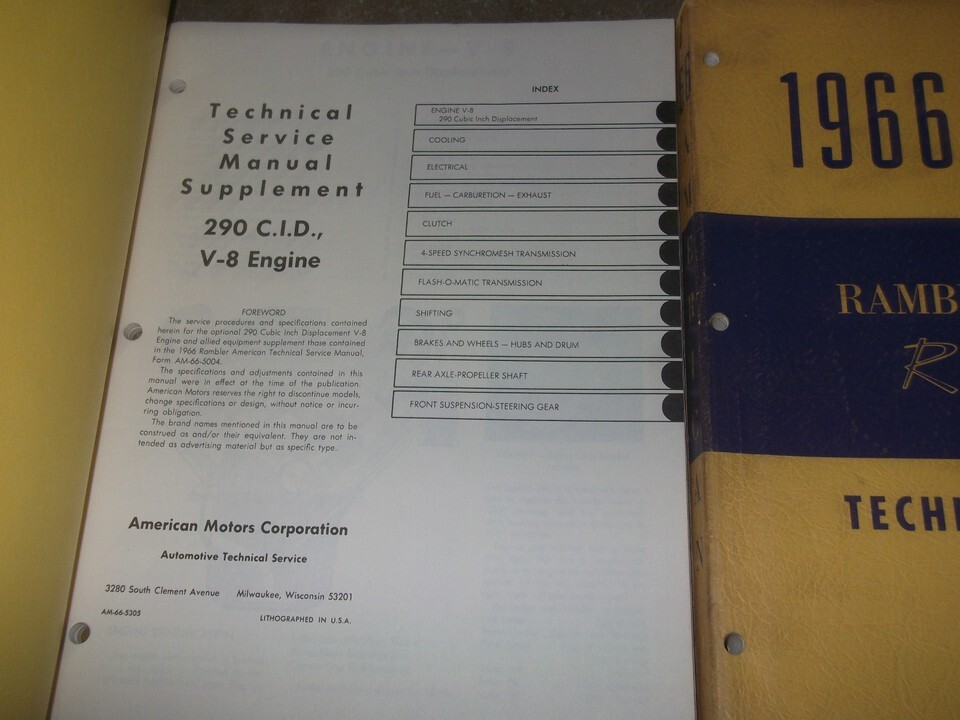 Technical
Service
Manual
Supplement
290 C.I.D.,
V-8 Engine
FOREWORD
The service procedures and specifications contained
herein for the optional 290 Cubic Inch Displacement V-8
Engine and allied equipment supplement those contained
in the 1966 Rambler American Technical Service Manual,
Form AM-66-5004.
The specifications and adjustments contained in this
manual were in effect at the time of the publication.
American Motors reserves the right to discontinue models,
change specifications or design, without notice or incur-
ring obligation.
The brand names mentioned in this manual are to be
construed as and/or their equivalent. They are not in-
tended as advertising material but as specific type.
American Motors Corporation
Automotive Technical Service
3280 South Clement Avenue Milwaukee, Wisconsin 53201
AM-66-5305
LITHOGRAPHED IN U.S.A.
INDEX
ENGINE V-8
290 Cubic Inch Displacement
COOLING
ELECTRICAL
FUEL — CARBURETION — EXHAUST
CLUTCH
4-SPEED SYNCHROMESH TRANSMISSION
FLASH-O-MATIC TRANSMISSION
SHIFTING
BRAKES AND WHEELS — HUBS AND DRUM
REAR AXLE-PROPELLER SHAFT
FRONT SUSPENSION-STEERING GEAR
1966
RAMB
R
TECH